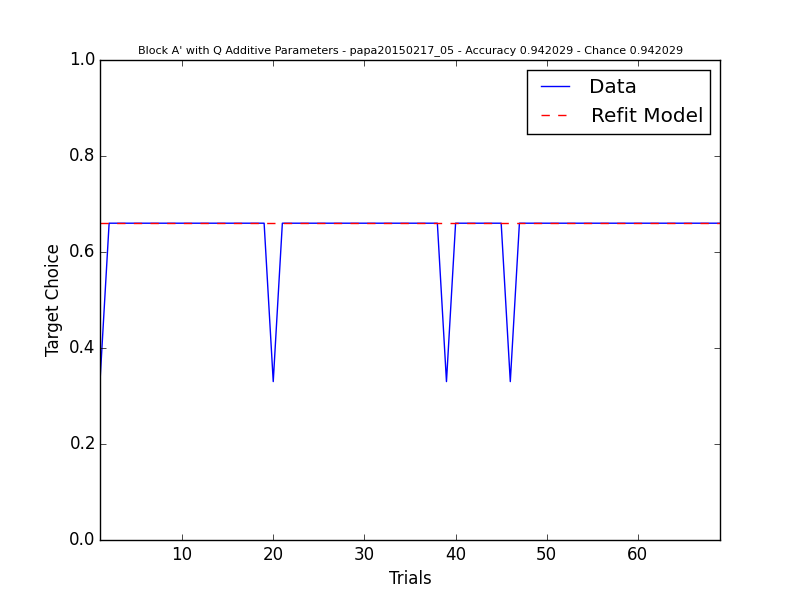 Block A' with Q Additive Parameters - papa20150217_05 - Accuracy 0.942029 - Chance 0.942029
1.0
Data
Refit Model
0.8
0.6
Target Choice
0.4
0.2
0.0
10 20 30 40 50 60
Trials